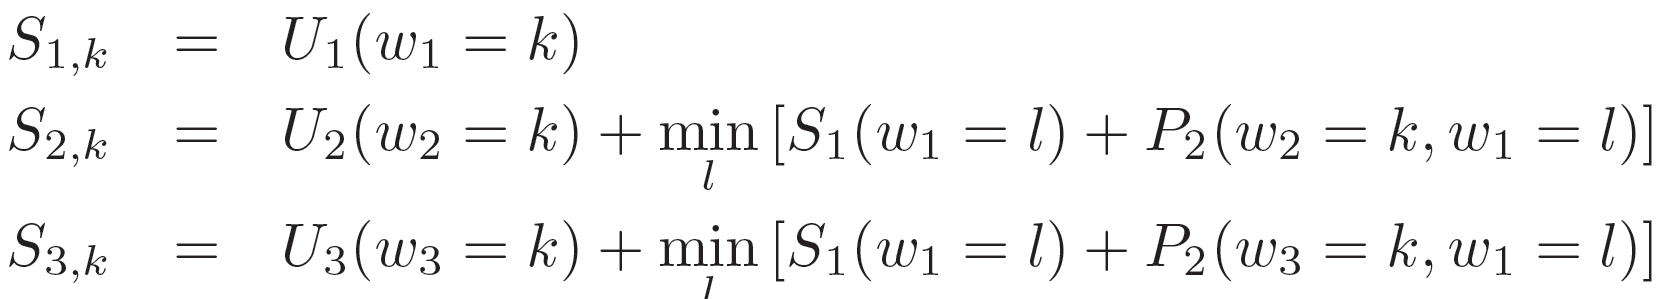 S_{1,k} = U_1(w_1 = k)
S_{2,k} = U_2(w_2 = k) + min_l [S_1(w_1 = l) + P_2(w_2 = k, w_1 = l)]
S_{3,k} = U_3(w_3 = k) + min_l [S_1(w_1 = l) + P_2(w_3 = k, w_1 = l)]